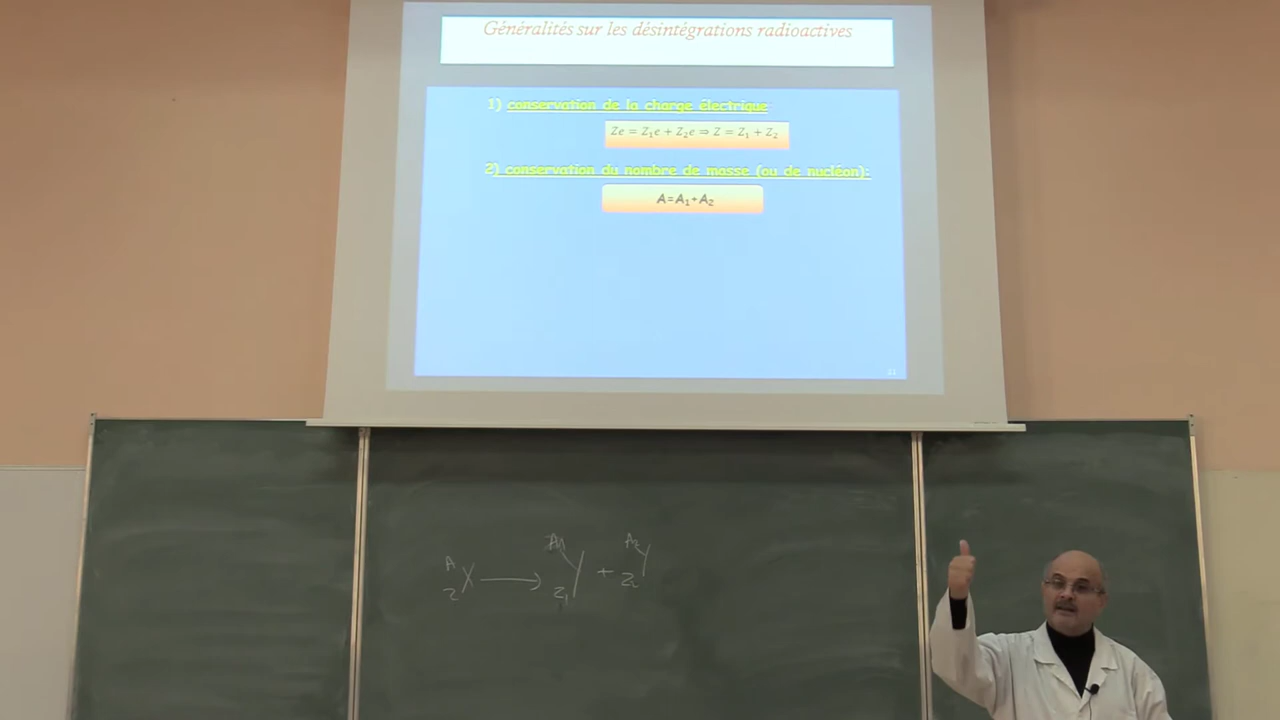 Généralités sur les désintégrations radioactives
1) conservation de la charge électrique
Ze = Z₁e + Z₂e ⇒ Z = Z₁ + Z₂
2) conservation du nombre de masse (ou de nucléon):
A=A₁+A₂
21
A A₁ A₂
X → Y + Y
Z Z₁ Z₂